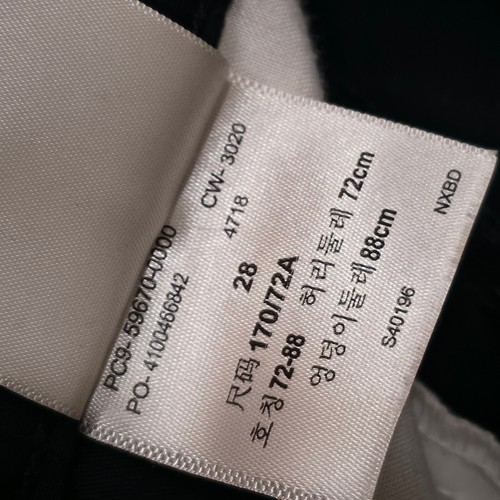 PC9- 59670-0000 CW- 3020
PO- 4100466842 4718
28
尺码 170/72A
호칭 72-88 허리둘레 72cm
엉덩이둘레 88cm
S40196 NXBD